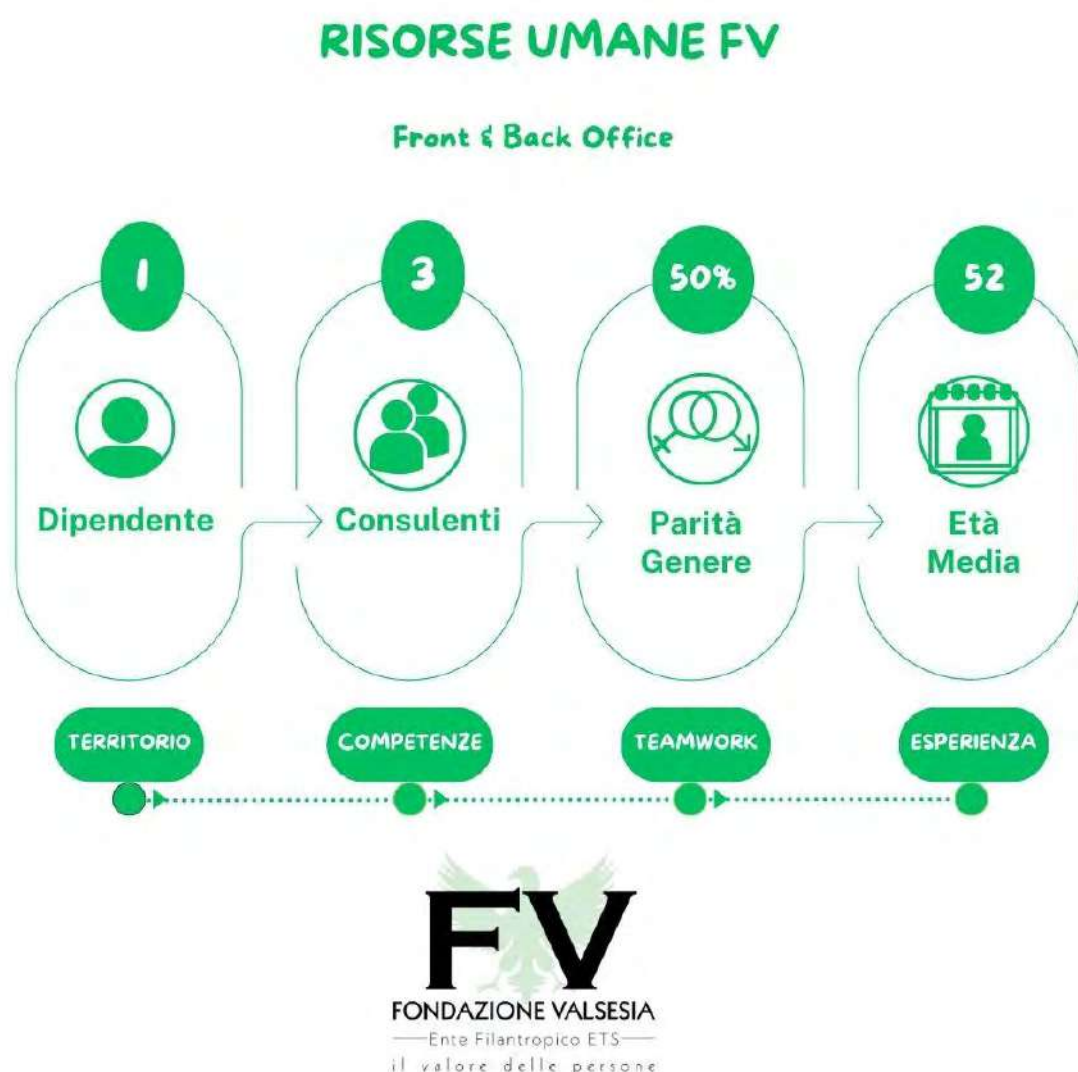 RISORSE UMANE FV
Front & Back Office
1
3
50%
52
Dipendente
Consulenti
Parità
Genere
Età
Media
TERRITORIO
COMPETENZE
TEAMWORK
ESPERIENZA
FV
FONDAZIONE VALSESIA
Ente Filantropico ETS
il valore delle persone